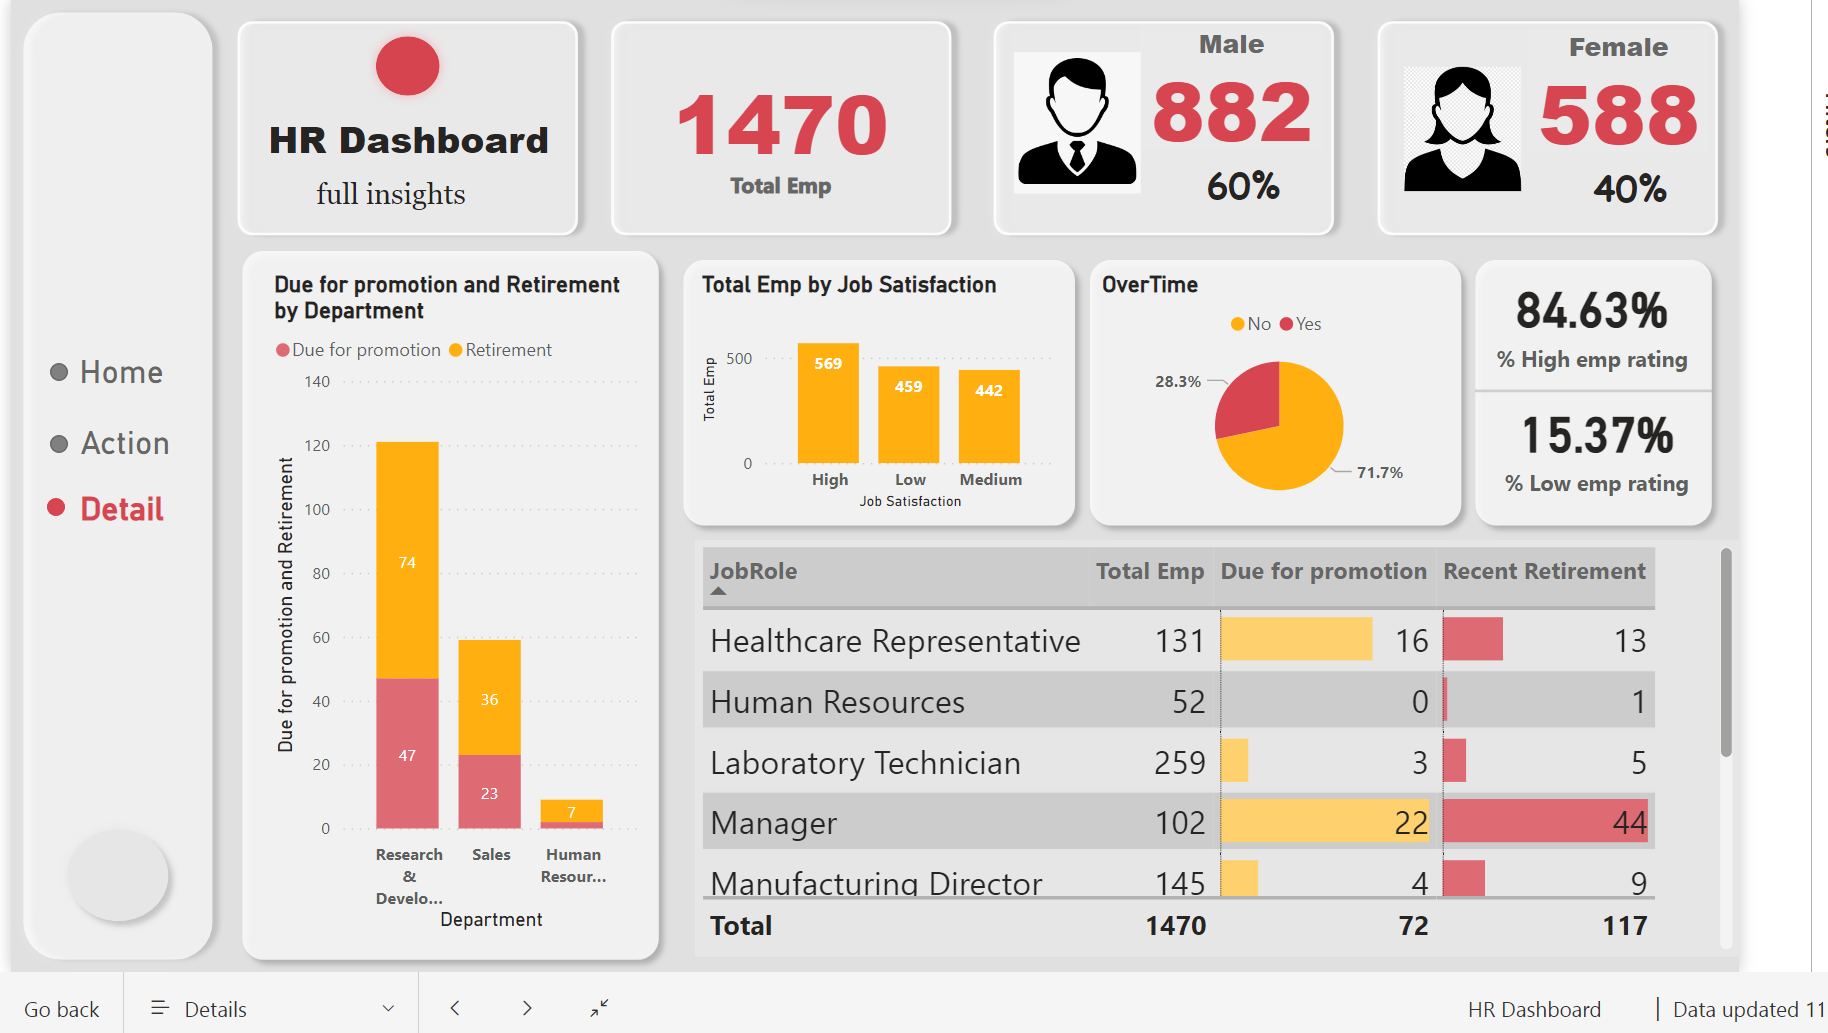 Home
Action
Detail
HR Dashboard
full insights
1470
Total Emp
Male
882
60%
Female
588
40%
Due for promotion and Retirement
by Department
Due for promotion Retirement
Due for promotion and Retirement
140
120
100
80
60
40
20
0
74
47
36
23
7
Research
&
Develo...
Sales
Human
Resour...
Department
Total Emp by Job Satisfaction
Total Emp
500
0
569
459
442
High Low Medium
Job Satisfaction
OverTime
No Yes
28.3%
71.7%
84.63%
% High emp rating
15.37%
% Low emp rating
JobRole Total Emp Due for promotion Recent Retirement
Healthcare Representative 131 16 13
Human Resources 52 0 1
Laboratory Technician 259 3 5
Manager 102 22 44
Manufacturing Director 145 4 9
Total 1470 72 117
Go back Details HR Dashboard | Data updated 11